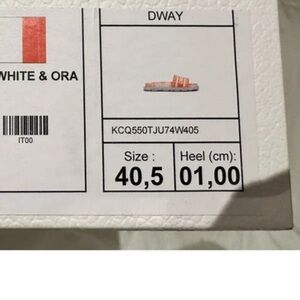 DWAY
WHITE & ORA
KCQ550TJU74W405
IT00
Size : Heel (cm):
40,5 01,00